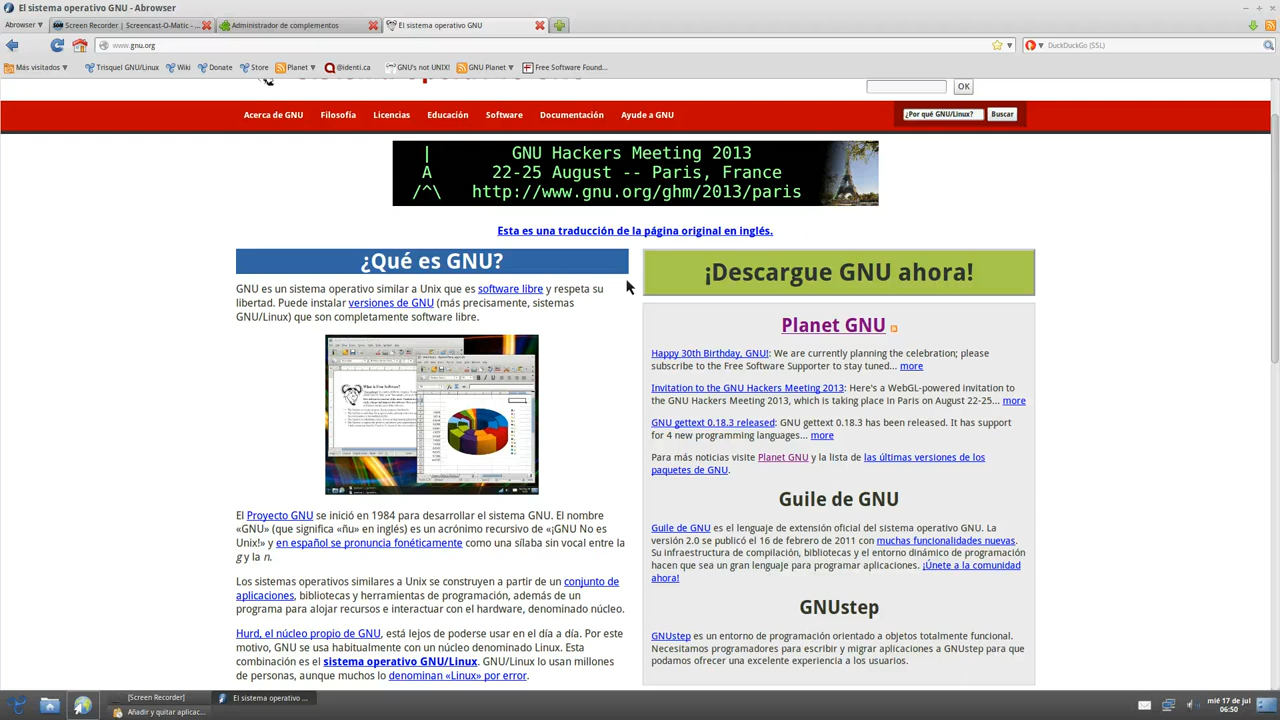 El sistema operativo GNU - Abrowser
Abrowser
Screen Recorder | Screencast-O-Matic - ...
Administrador de complementos
El sistema operativo GNU
www.gnu.org
DuckDuckGo (SSL)
Más visitados
Trisquel GNU/Linux
Wiki
Donate
Store
Planet
@identi.ca
GNU's not UNIX!
GNU Planet
Free Software Found...
OK
Acerca de GNU
Filosofía
Licencias
Educación
Software
Documentación
Ayude a GNU
¿Por qué GNU/Linux?
Buscar
| GNU Hackers Meeting 2013
A 22-25 August -- Paris, France
/^\ http://www.gnu.org/ghm/2013/paris
Esta es una traducción de la página original en inglés.
¿Qué es GNU?
GNU es un sistema operativo similar a Unix que es software libre y respeta su
libertad. Puede instalar versiones de GNU (más precisamente, sistemas
GNU/Linux) que son completamente software libre.
What is Free Software?
El Proyecto GNU se inició en 1984 para desarrollar el sistema GNU. El nombre
«GNU» (que significa «ñu» en inglés) es un acrónimo recursivo de «¡GNU No es
Unix!» y en español se pronuncia fonéticamente como una sílaba sin vocal entre la
g y la n.
Los sistemas operativos similares a Unix se construyen a partir de un conjunto de
aplicaciones, bibliotecas y herramientas de programación, además de un
programa para alojar recursos e interactuar con el hardware, denominado núcleo.
Hurd, el núcleo propio de GNU, está lejos de poderse usar en el día a día. Por este
motivo, GNU se usa habitualmente con un núcleo denominado Linux. Esta
combinación es el sistema operativo GNU/Linux. GNU/Linux lo usan millones
de personas, aunque muchos lo denominan «Linux» por error.
¡Descargue GNU ahora!
Planet GNU
Happy 30th Birthday, GNU!: We are currently planning the celebration; please
subscribe to the Free Software Supporter to stay tuned... more
Invitation to the GNU Hackers Meeting 2013: Here's a WebGL-powered invitation to
the GNU Hackers Meeting 2013, which is taking place in Paris on August 22-25... more
GNU gettext 0.18.3 released: GNU gettext 0.18.3 has been released. It has support
for 4 new programming languages... more
Para más noticias visite Planet GNU y la lista de las últimas versiones de los
paquetes de GNU.
Guile de GNU
Guile de GNU es el lenguaje de extensión oficial del sistema operativo GNU. La
versión 2.0 se publicó el 16 de febrero de 2011 con muchas funcionalidades nuevas.
Su infraestructura de compilación, bibliotecas y el entorno dinámico de programación
hacen que sea un gran lenguaje para programar aplicaciones. ¡Únete a la comunidad
ahora!
GNUstep
GNUstep es un entorno de programación orientado a objetos totalmente funcional.
Necesitamos programadores para escribir y migrar aplicaciones a GNUstep para que
podamos ofrecer una excelente experiencia a los usuarios.
[Screen Recorder]
El sistema operativo ...
Añadir y quitar aplicac...
mié 17 de jul
06:50